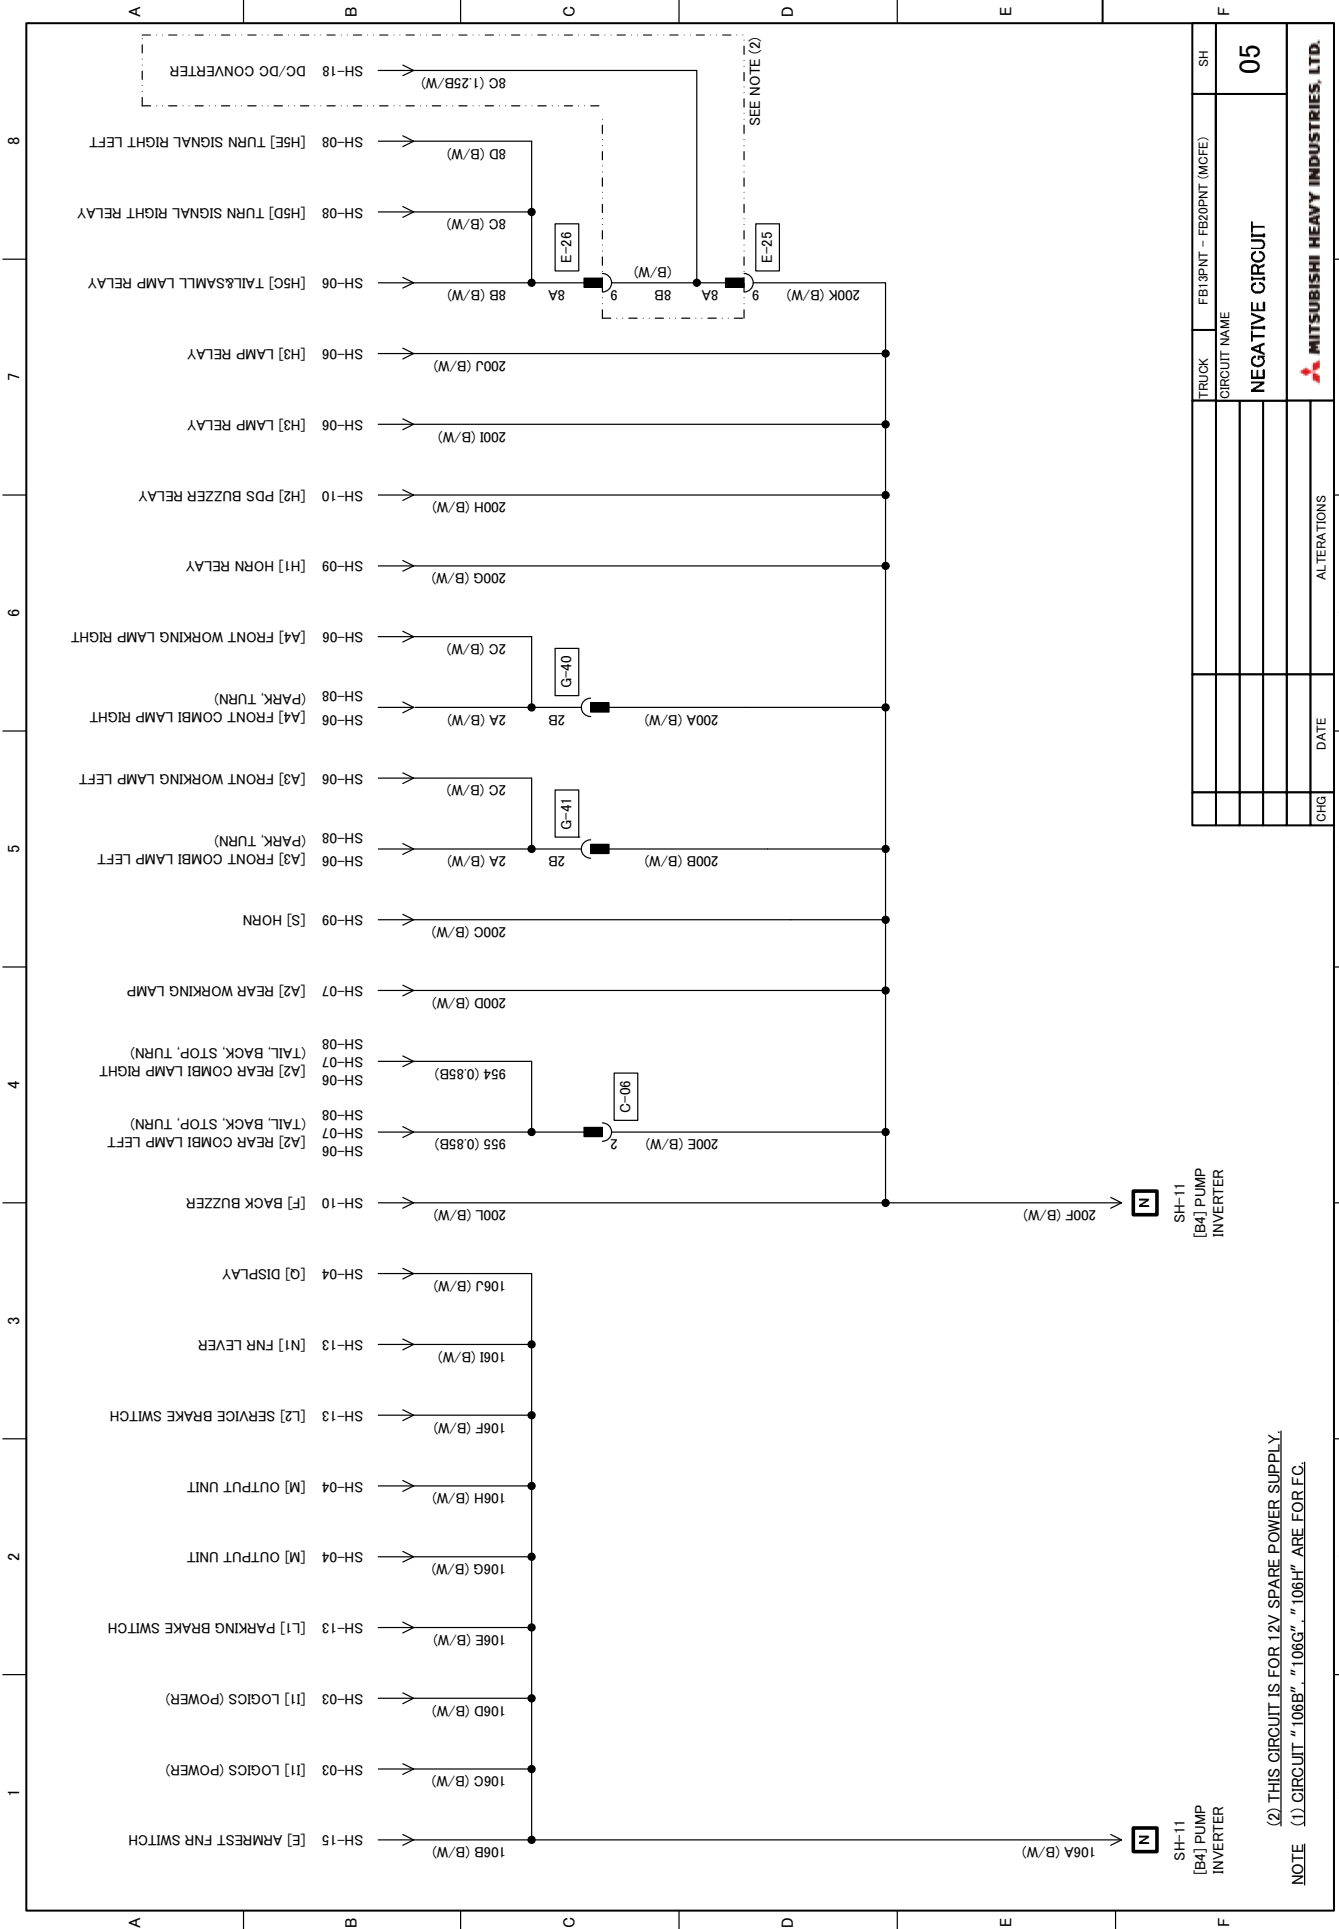 1
2
3
4
5
6
7
8
A
B
C
D
E
F
A
B
C
D
E
F
[E] ARMREST FNR SWITCH
SH-15
106B (B/W)
[I1] LOGICS (POWER)
SH-03
106C (B/W)
[I1] LOGICS (POWER)
SH-03
106D (B/W)
[L1] PARKING BRAKE SWITCH
SH-13
106E (B/W)
[M] OUTPUT UNIT
SH-04
106G (B/W)
[M] OUTPUT UNIT
SH-04
106H (B/W)
[L2] SERVICE BRAKE SWITCH
SH-13
106F (B/W)
[N1] FNR LEVER
SH-13
106I (B/W)
[Q] DISPLAY
SH-04
106J (B/W)
[F] BACK BUZZER
SH-10
200L (B/W)
[A2] REAR COMBI LAMP LEFT
(TAIL, BACK, STOP, TURN)
SH-06
SH-07
SH-08
955 (0.85B)
[A2] REAR COMBI LAMP RIGHT
(TAIL, BACK, STOP, TURN)
SH-06
SH-07
SH-08
954 (0.85B)
C-06
2
200E (B/W)
[A2] REAR WORKING LAMP
SH-07
200D (B/W)
[S] HORN
SH-09
200C (B/W)
[A3] FRONT COMBI LAMP LEFT
(PARK, TURN)
SH-06
SH-08
2A (B/W)
[A3] FRONT WORKING LAMP LEFT
SH-06
2C (B/W)
2B
G-41
200B (B/W)
[A4] FRONT COMBI LAMP RIGHT
(PARK, TURN)
SH-06
SH-08
2A (B/W)
[A4] FRONT WORKING LAMP RIGHT
SH-06
2C (B/W)
2B
G-40
200A (B/W)
[H1] HORN RELAY
SH-09
200G (B/W)
[H2] PDS BUZZER RELAY
SH-10
200H (B/W)
[H3] LAMP RELAY
SH-06
200I (B/W)
[H3] LAMP RELAY
SH-06
200J (B/W)
[H5C] TAIL&SAMLL LAMP RELAY
SH-06
8B (B/W)
[H5D] TURN SIGNAL RIGHT RELAY
SH-08
8C (B/W)
[H5E] TURN SIGNAL RIGHT LEFT
SH-08
8D (B/W)
DC/DC CONVERTER
SH-18
8C (1.25B/W)
8A
E-26
9
8B
(B/W)
8A
E-25
9
200K (B/W)
SEE NOTE (2)
106A (B/W)
N
SH-11
[B4] PUMP
INVERTER
200F (B/W)
N
SH-11
[B4] PUMP
INVERTER
(2) THIS CIRCUIT IS FOR 12V SPARE POWER SUPPLY.
NOTE (1) CIRCUIT "106B", "106G", "106H" ARE FOR FC.
CHG
DATE
ALTERATIONS
TRUCK
FB13PNT - FB20PNT (MCFE)
SH
CIRCUIT NAME
NEGATIVE CIRCUIT
05
MITSUBISHI HEAVY INDUSTRIES, LTD.